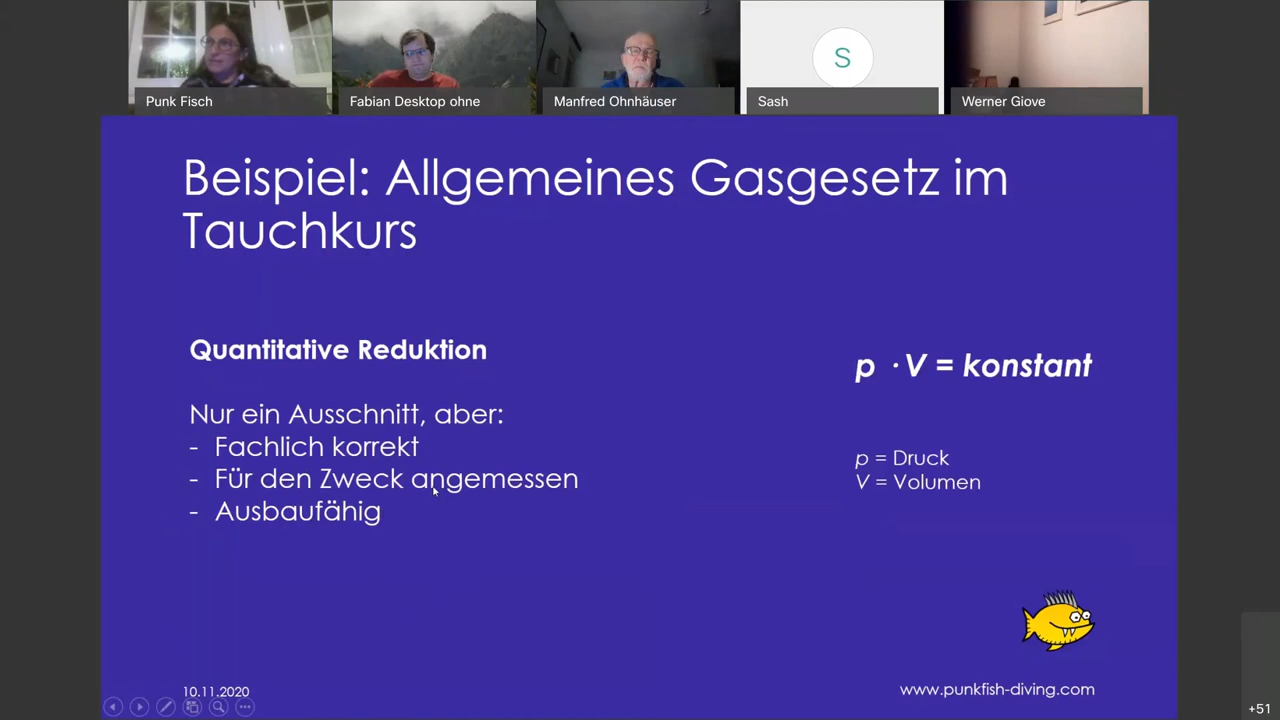 Punk Fisch
Fabian Desktop ohne
Manfred Ohnhäuser
S
Sash
Werner Giove
Beispiel: Allgemeines Gasgesetz im
Tauchkurs
Quantitative Reduktion
p · V = konstant
Nur ein Ausschnitt, aber:
- Fachlich korrekt
- Für den Zweck angemessen
- Ausbaufähig
p = Druck
V = Volumen
10.11.2020
www.punkfish-diving.com
+51